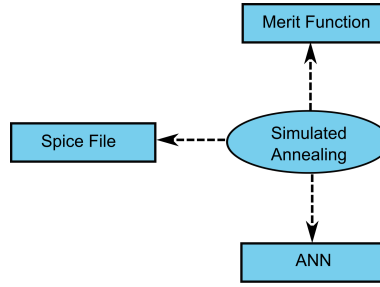 Merit Function
Spice File
Simulated
Annealing
ANN